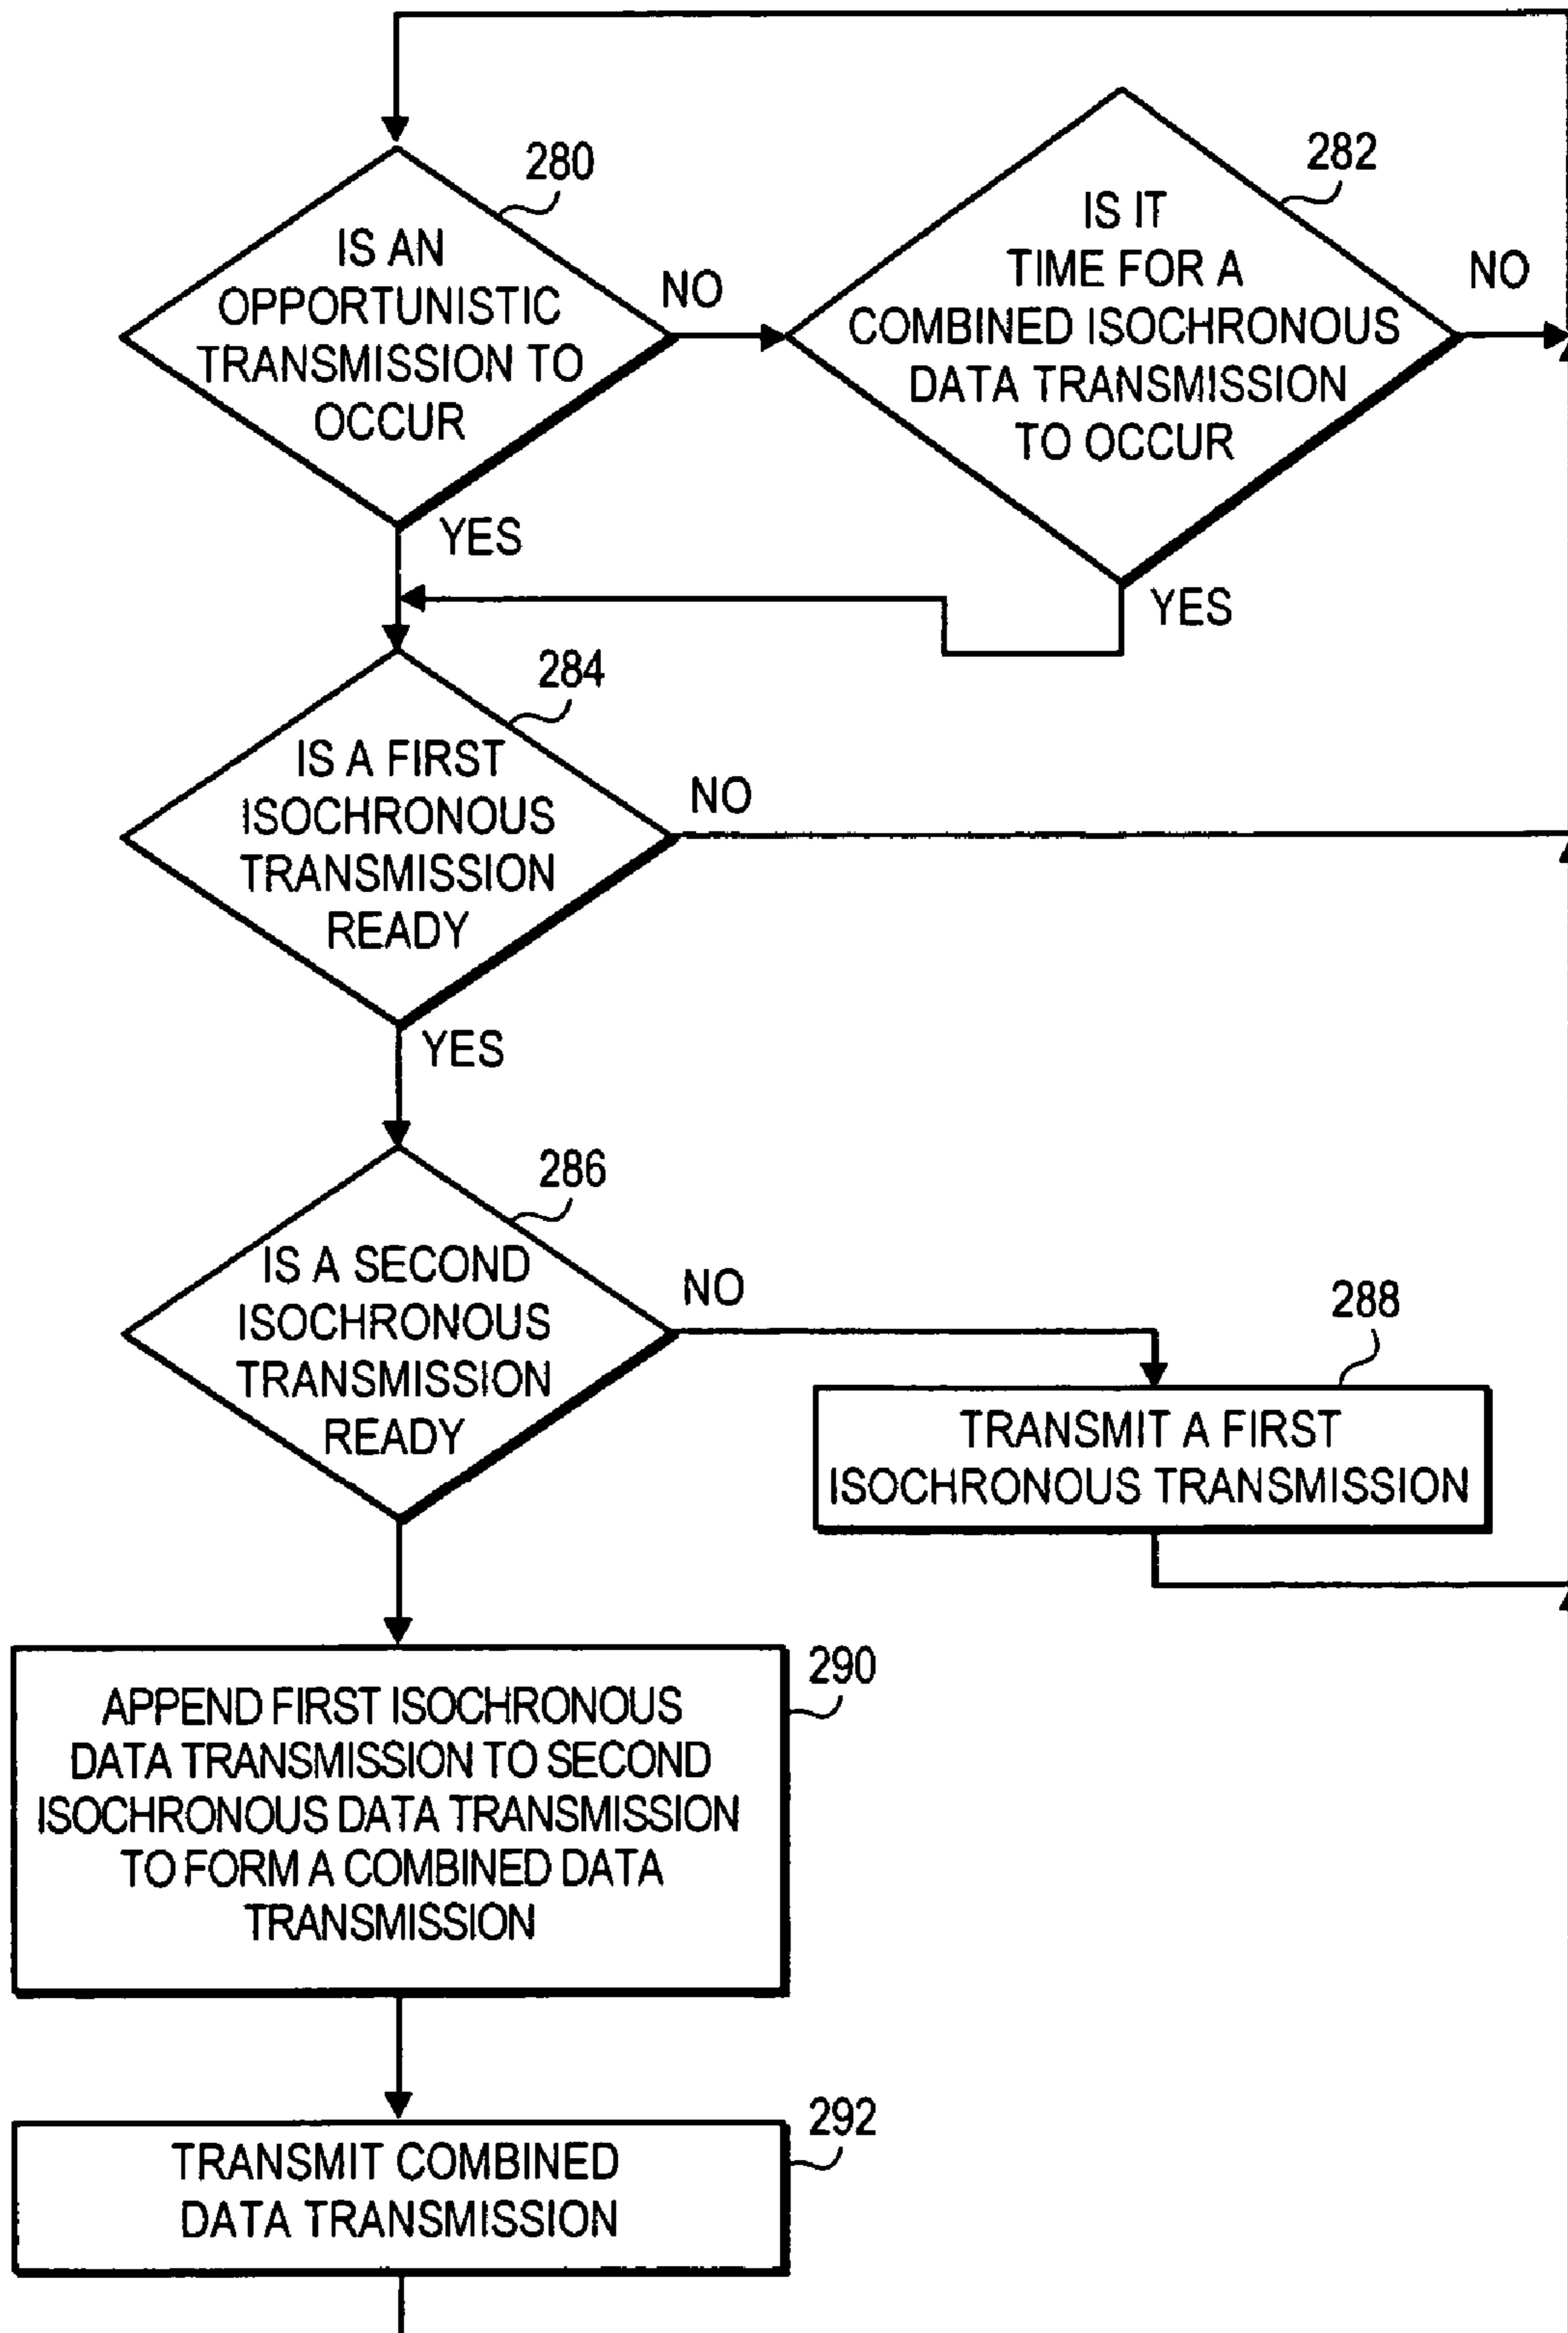 280
IS AN
OPPORTUNISTIC
TRANSMISSION TO
OCCUR
NO
YES
282
IS IT
TIME FOR A
COMBINED ISOCHRONOUS
DATA TRANSMISSION
TO OCCUR
NO
YES
284
IS A FIRST
ISOCHRONOUS
TRANSMISSION
READY
NO
YES
286
IS A SECOND
ISOCHRONOUS
TRANSMISSION
READY
NO
288
TRANSMIT A FIRST
ISOCHRONOUS TRANSMISSION
290
APPEND FIRST ISOCHRONOUS
DATA TRANSMISSION TO SECOND
ISOCHRONOUS DATA TRANSMISSION
TO FORM A COMBINED DATA
TRANSMISSION
292
TRANSMIT COMBINED
DATA TRANSMISSION